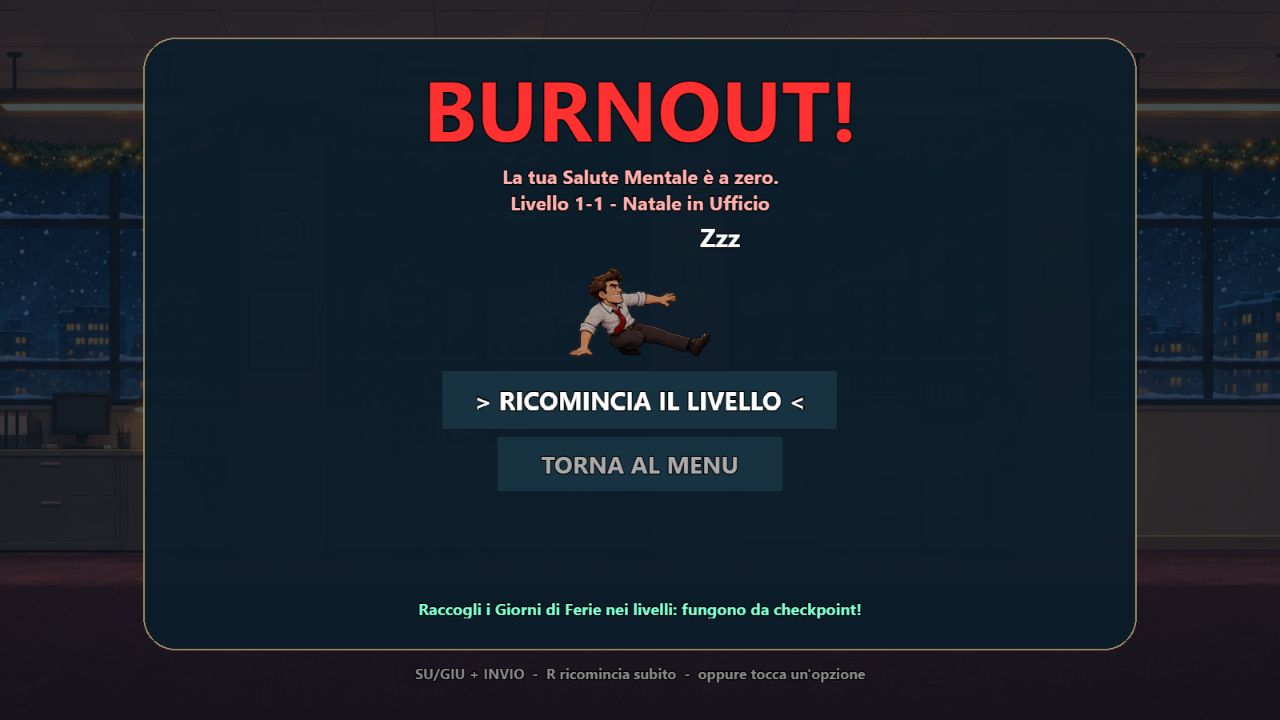 BURNOUT!
La tua Salute Mentale è a zero.
Livello 1-1 - Natale in Ufficio
Zzz
> RICOMINCIA IL LIVELLO <
TORNA AL MENU
Raccogli i Giorni di Ferie nei livelli: fungono da checkpoint!
SU/GIU + INVIO - R ricomincia subito - oppure tocca un'opzione